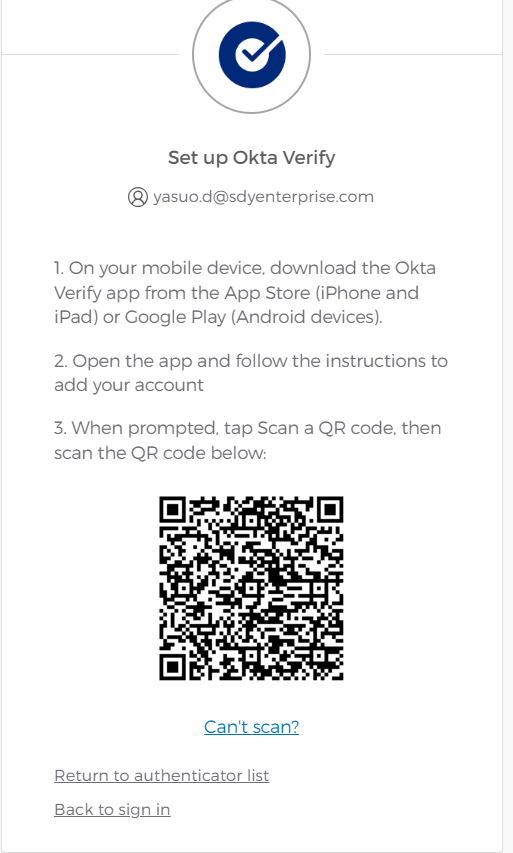 Set up Okta Verify
yasuo.d@sdyenterprise.com
1. On your mobile device, download the Okta
Verify app from the App Store (iPhone and
iPad) or Google Play (Android devices).
2. Open the app and follow the instructions to
add your account
3. When prompted, tap Scan a QR code, then
scan the QR code below:
Can't scan?
Return to authenticator list
Back to sign in